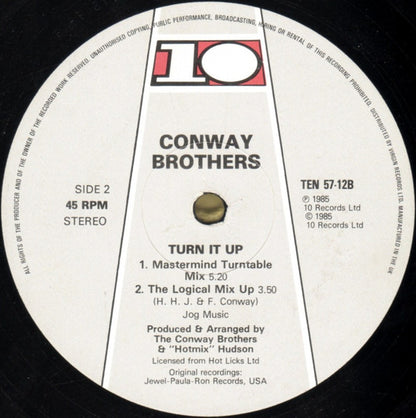 ALL RIGHTS OF THE PRODUCER AND OF THE OWNER OF THE RECORDED WORK RESERVED. UNAUTHORISED COPYING, PUBLIC PERFORMANCE, BROADCASTING, HIRING OR RENTAL OF THIS RECORDING PROHIBITED. DISTRIBUTED BY VIRGIN RECORDS LTD. MANUFACTURED IN THE UK
10
CONWAY
BROTHERS
SIDE 2
45 RPM
STEREO
TEN 57-12B
℗ 1985
10 Records Ltd
© 1985
10 Records Ltd
TURN IT UP
1. Mastermind Turntable
Mix 5.20
2. The Logical Mix Up 3.50
(H. H. J. & F. Conway)
Jog Music
Produced & Arranged by
The Conway Brothers
& "Hotmix" Hudson
Licensed from Hot Licks Ltd
Original recordings:
Jewel-Paula-Ron Records, USA